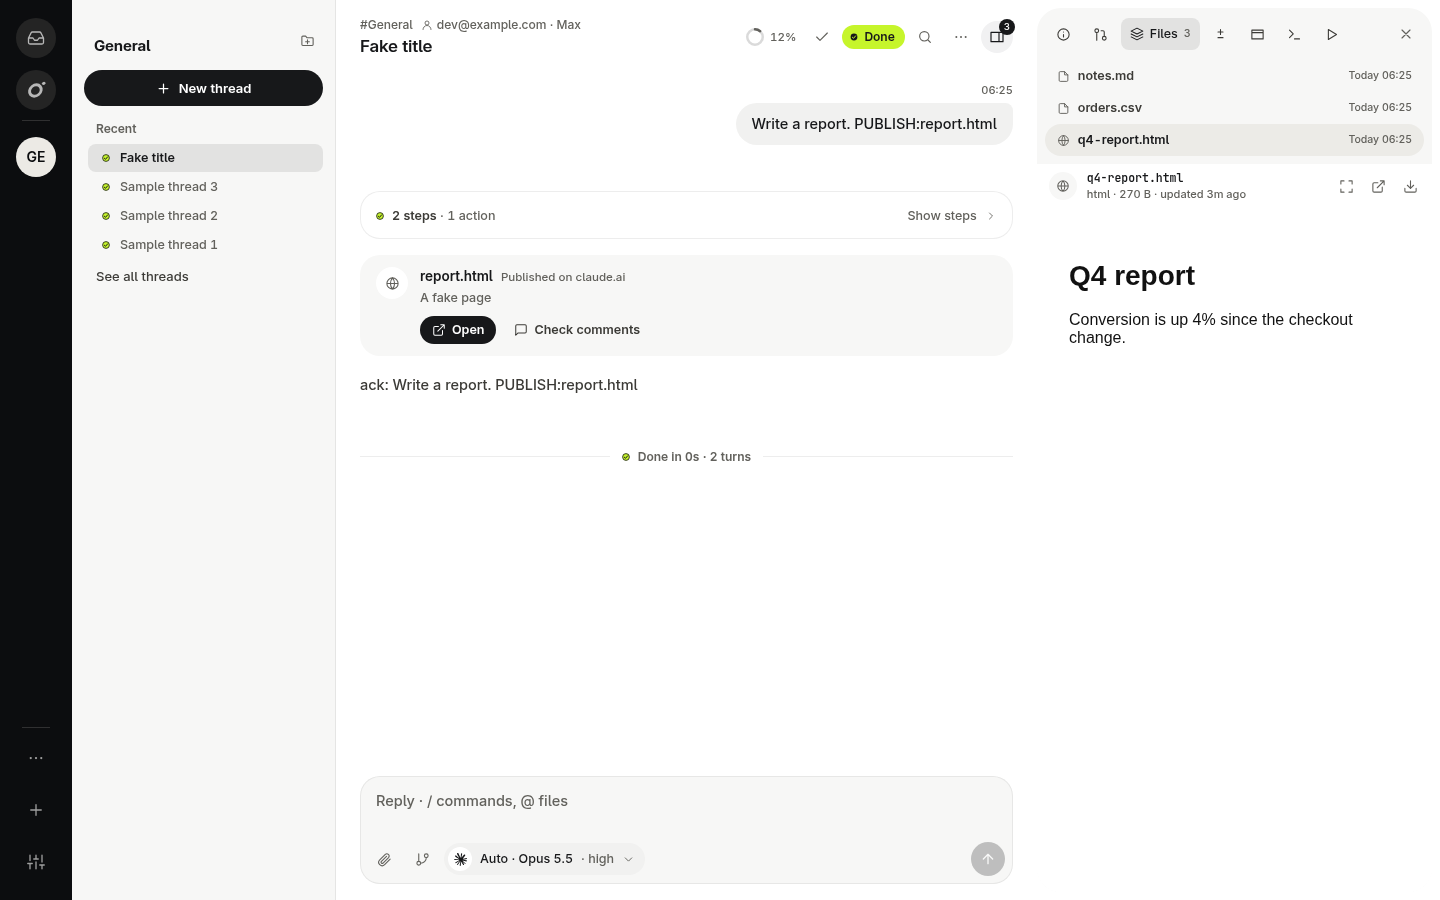 GE
General
New thread
Recent
Fake title
Sample thread 3
Sample thread 2
Sample thread 1
See all threads
#General dev@example.com · Max
Fake title
12%
Done
3
06:25
Write a report. PUBLISH:report.html
2 steps · 1 action
Show steps
report.html Published on claude.ai
A fake page
Open
Check comments
ack: Write a report. PUBLISH:report.html
Done in 0s · 2 turns
Reply · / commands, @ files
Auto · Opus 5.5 · high
Files 3
notes.md Today 06:25
orders.csv Today 06:25
q4-report.html Today 06:25
q4-report.html
html · 270 B · updated 3m ago
Q4 report
Conversion is up 4% since the checkout
change.